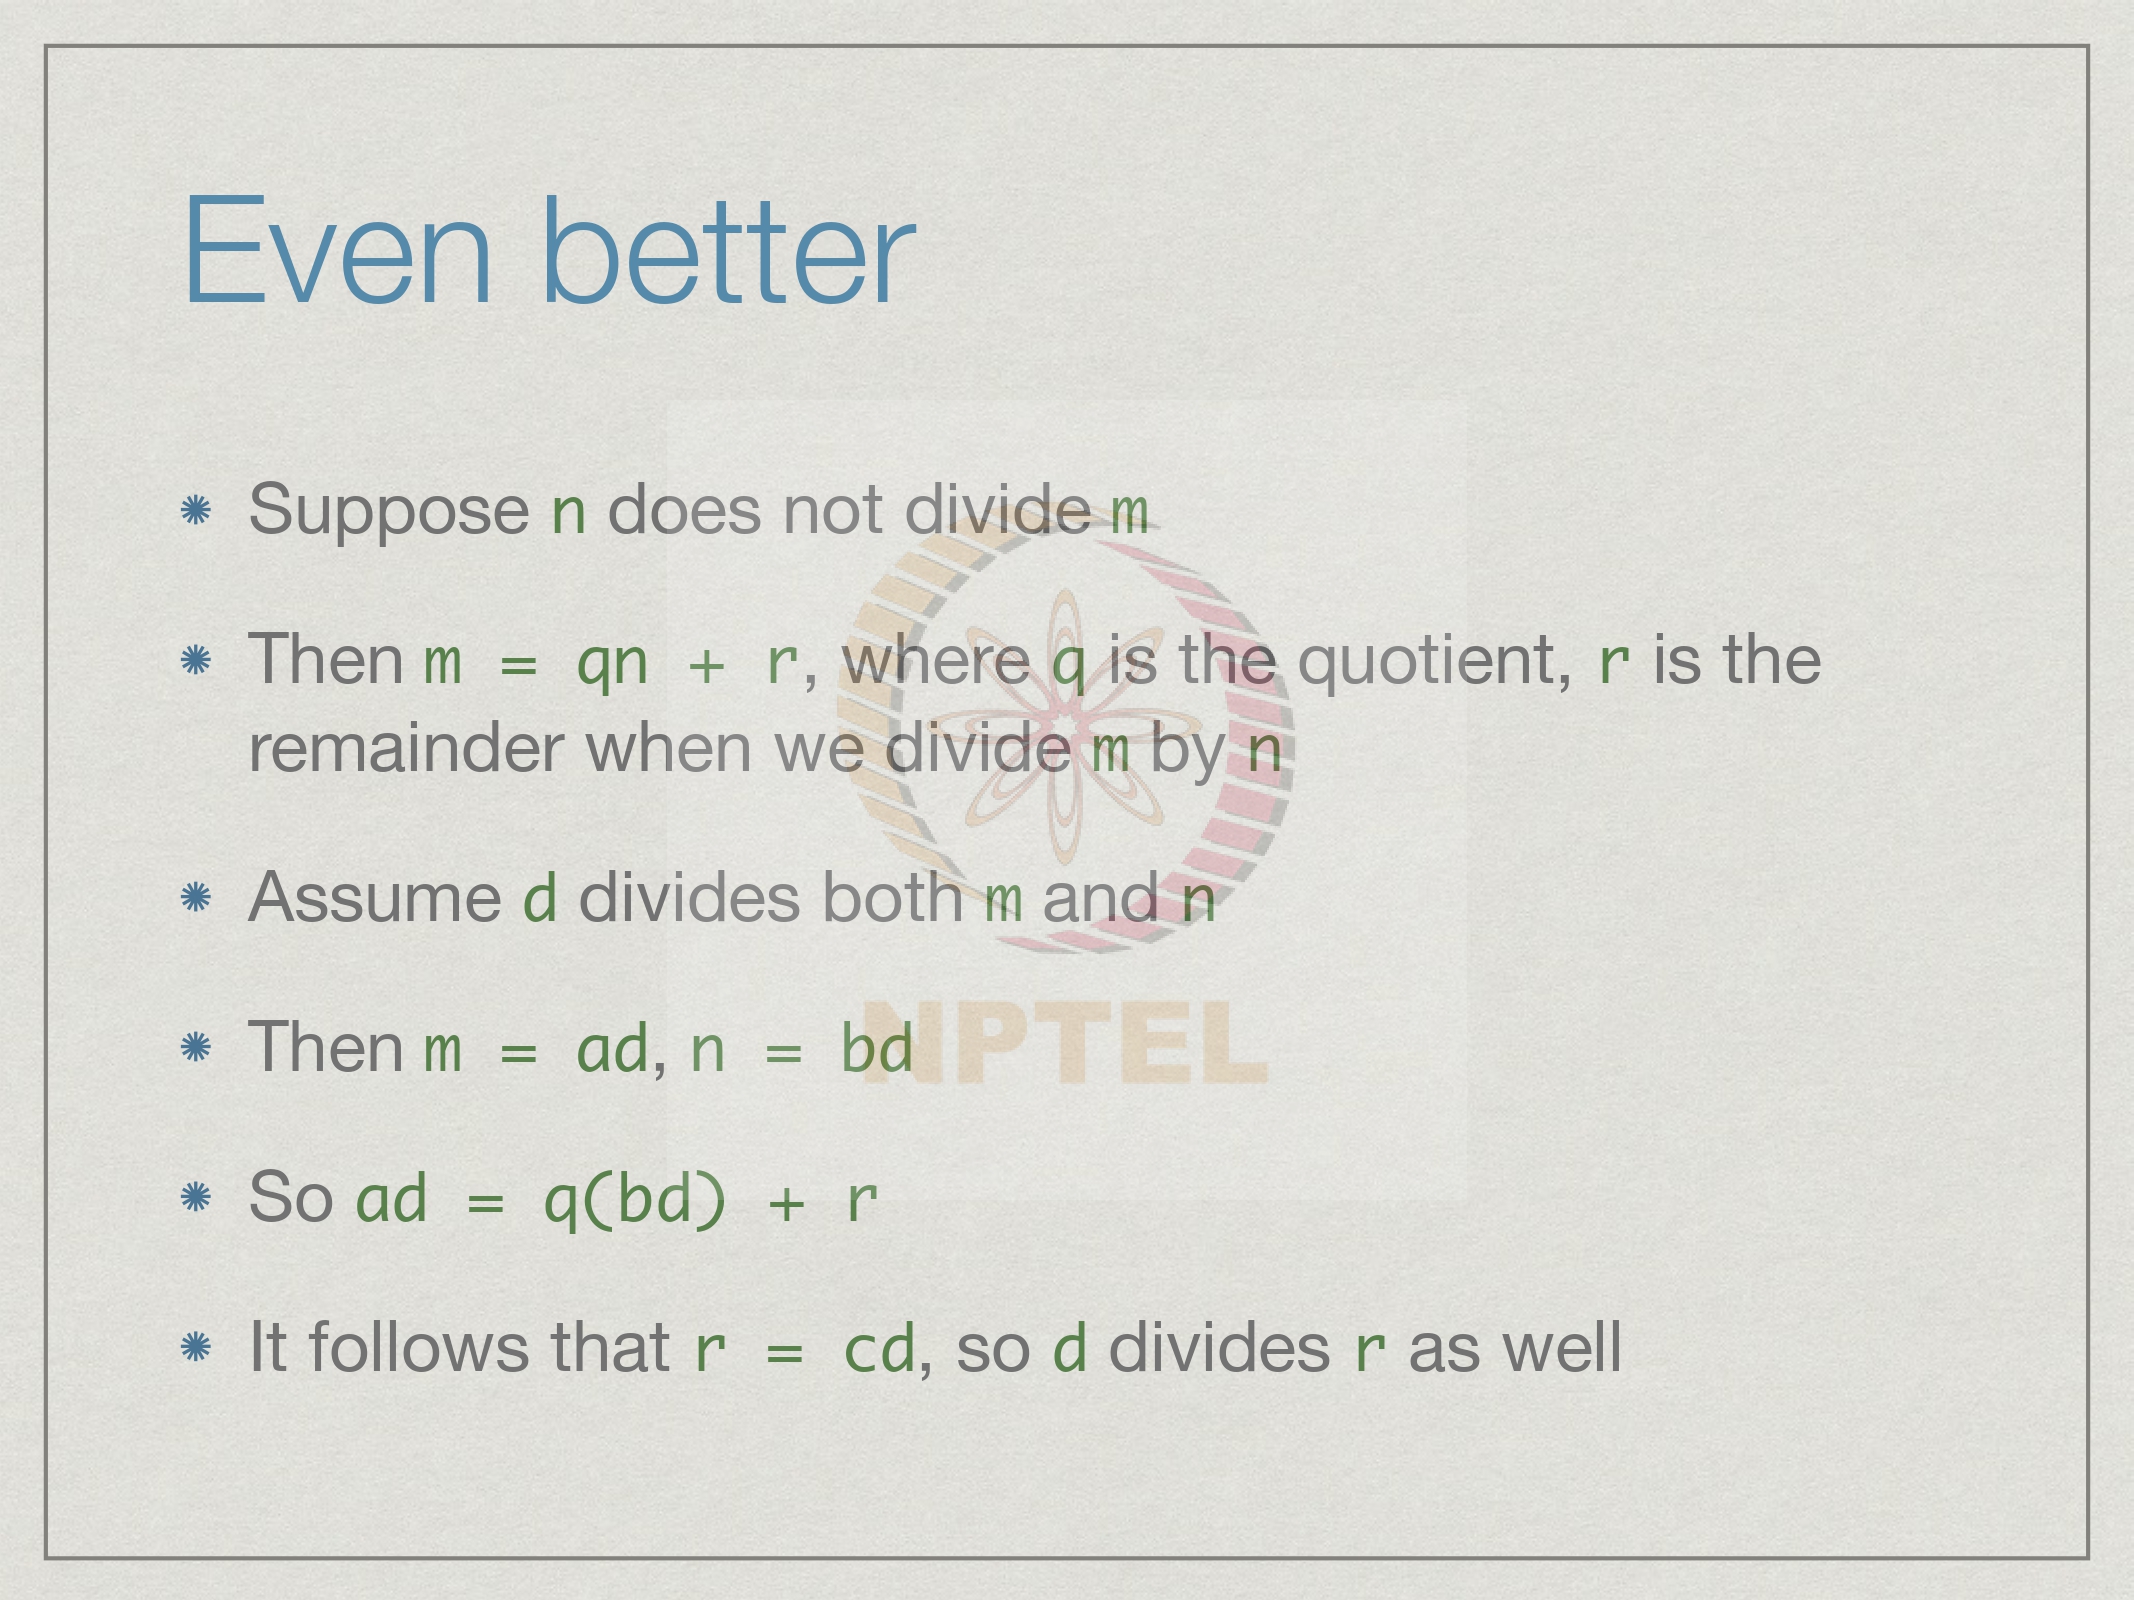 Even better
Suppose n does not divide m
Then m = qn + r, where q is the quotient, r is the
remainder when we divide m by n
Assume d divides both m and n
Then m = ad, n = bd
NPTEL
So ad = q(bd) + r
It follows that r = cd, so d divides r as well